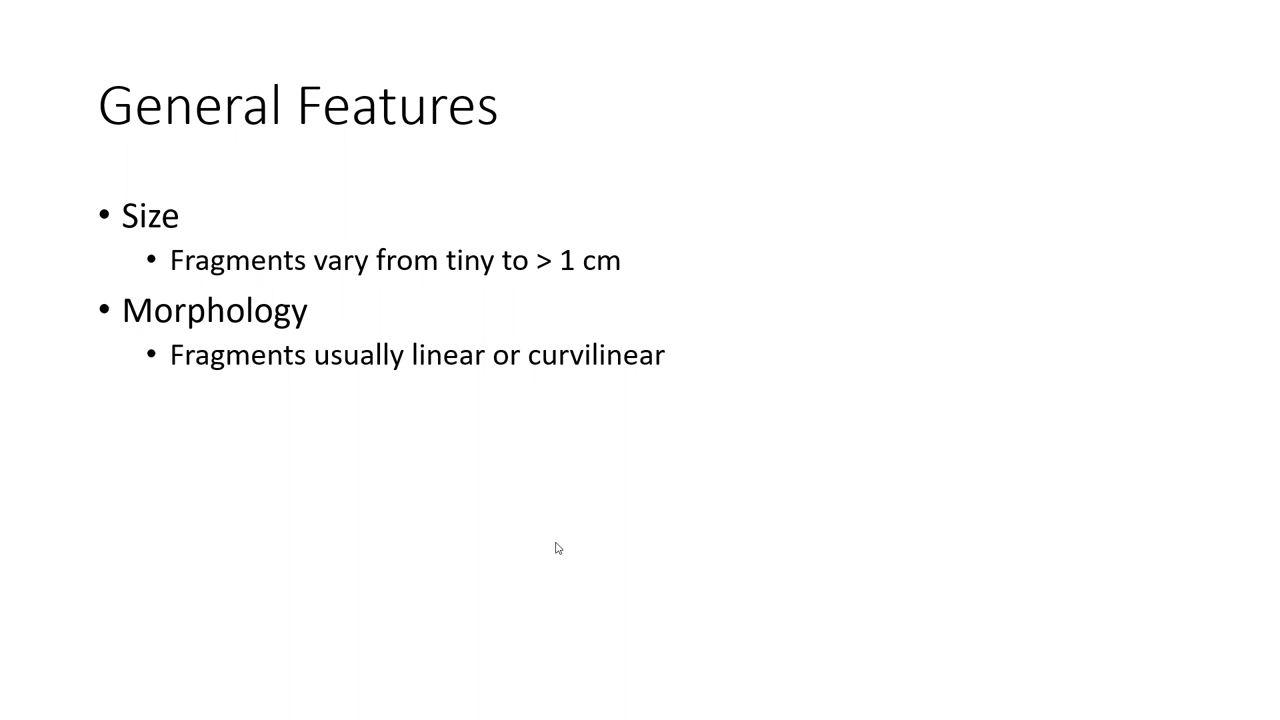 General Features
• Size
• Fragments vary from tiny to > 1 cm
• Morphology
• Fragments usually linear or curvilinear